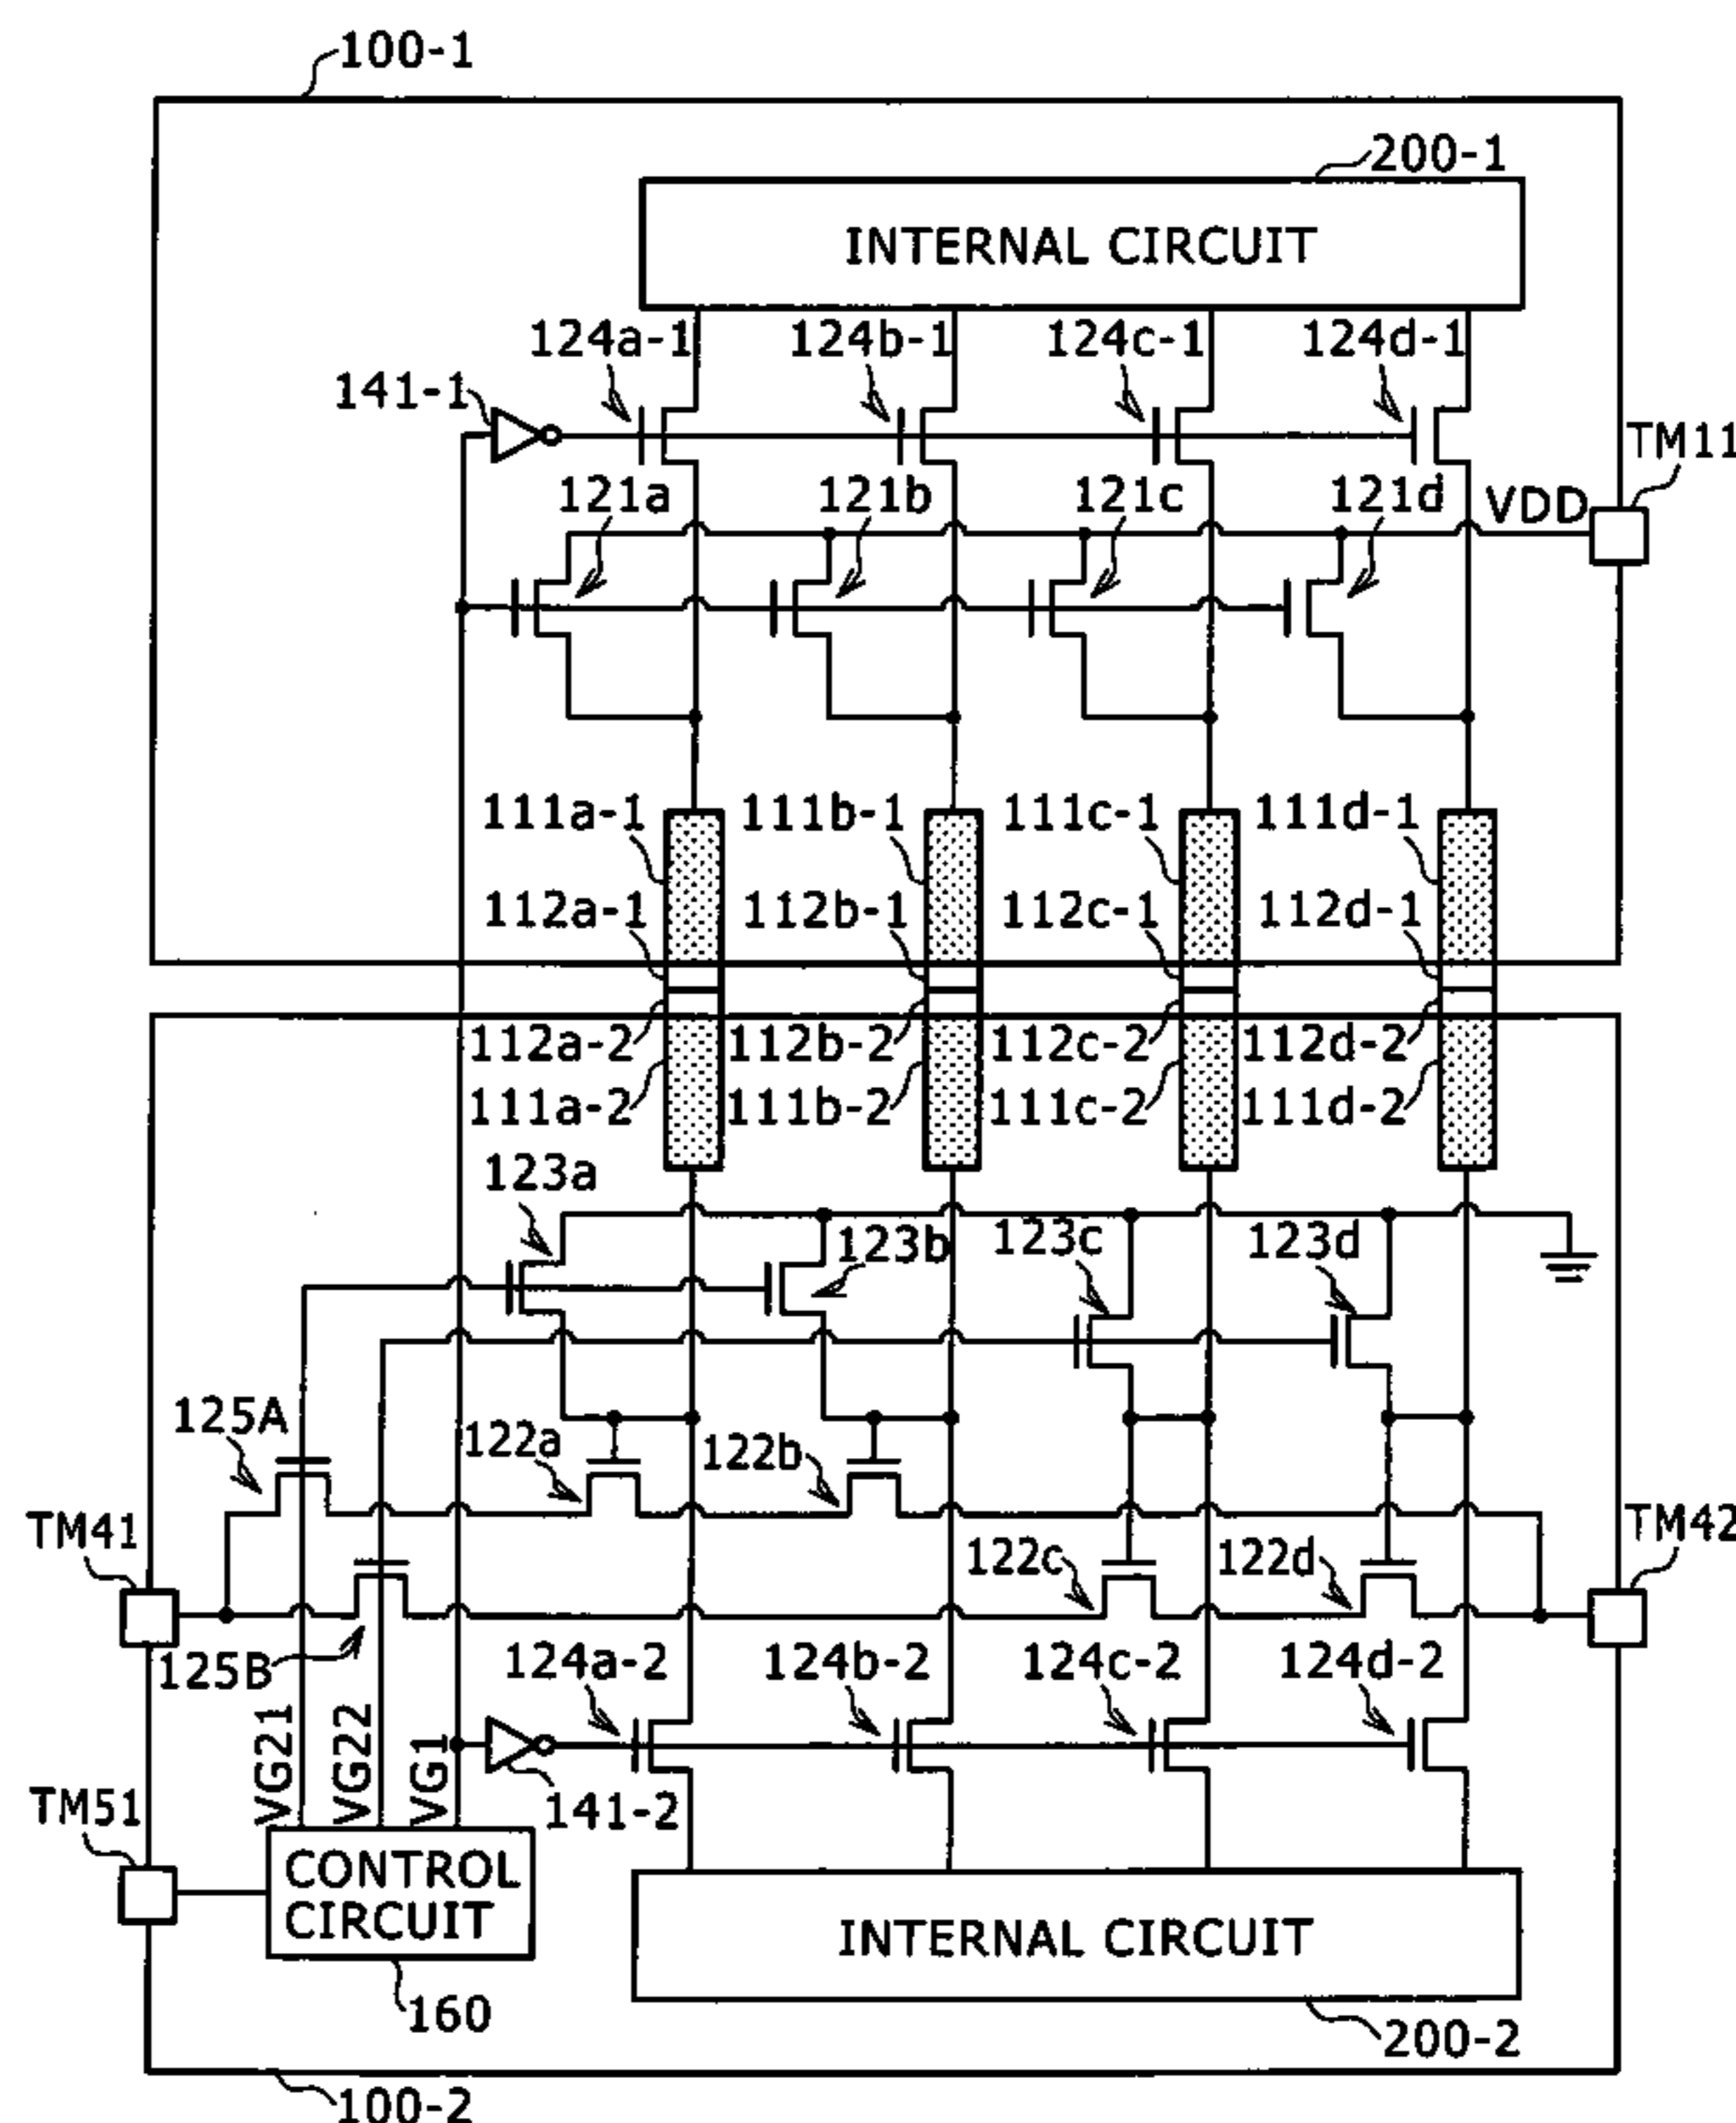 100-1
200-1
INTERNAL CIRCUIT
124a-1 124b-1 124c-1 124d-1
141-1
TM11
121a 121b 121c 121d VDD
111a-1 111b-1 111c-1 111d-1
112a-1 112b-1 112c-1 112d-1
112a-2 112b-2 112c-2 112d-2
111a-2 111b-2 111c-2 111d-2
123a
123b 123c 123d
125A 122a 122b
TM41 TM42
122c 122d
125B 124a-2 124b-2 124c-2 124d-2
VG21 VG22 VG1
TM51 141-2
CONTROL
CIRCUIT
INTERNAL CIRCUIT
160
200-2
100-2